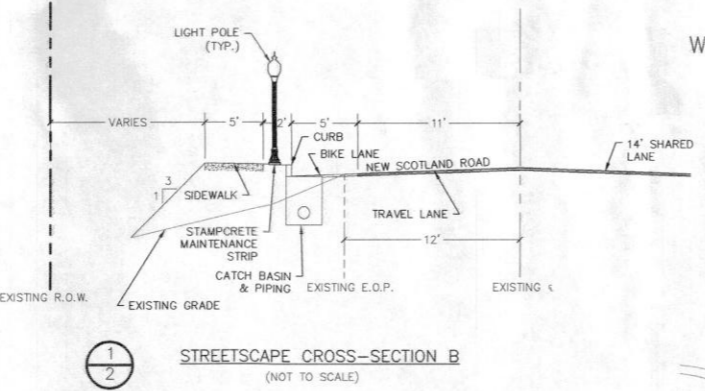 LIGHT POLE
(TYP.)
W
VARIES
5'
2'
5'
11'
CURB
BIKE LANE
NEW SCOTLAND ROAD
14' SHARED
LANE
3
1
SIDEWALK
TRAVEL LANE
STAMPCRETE
MAINTENANCE
STRIP
12'
CATCH BASIN
& PIPING
EXISTING E.O.P.
EXISTING
EXISTING R.O.W.
EXISTING GRADE
1
2
STREETSCAPE CROSS-SECTION B
(NOT TO SCALE)